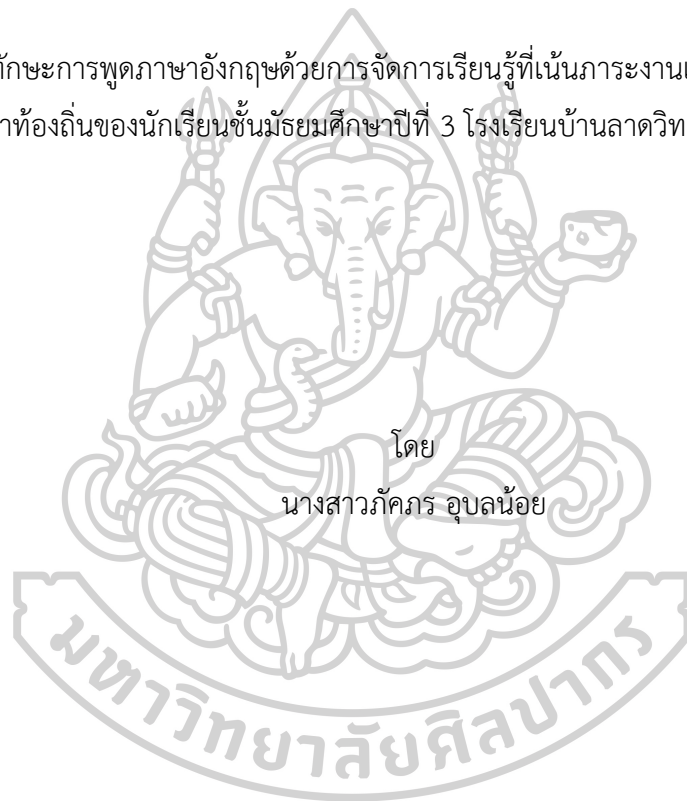 ทักษะการพูดภาษาอังกฤษด้วยการจัดการเรียนรู้ที่เน้นภาระงาน
ท้องถิ่นของนักเรียนชั้นมัธยมศึกษาปีที่ 3 โรงเรียนบ้านลาดวิท
โดย
นางสาวภัคภร อุบลน้อย
มหาวิทยาลัยศิลปากร